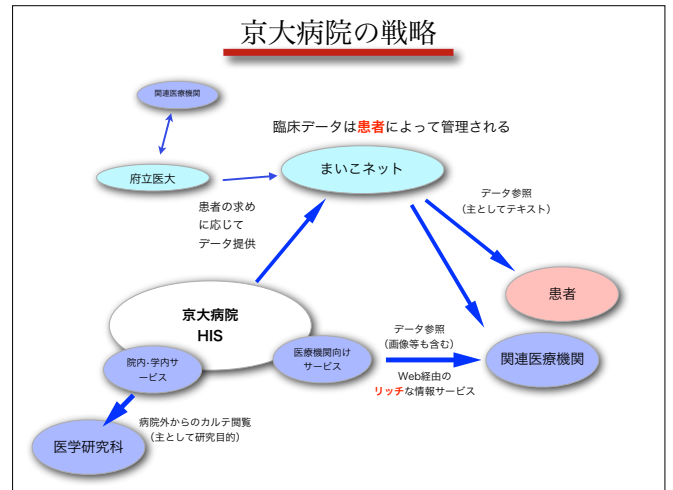 京大病院の戦略
関連医療機関
臨床データは患者によって管理される
まいこネット
府立医大
データ参照
（主としてテキスト）
患者の求め
に応じて
データ提供
患者
京大病院
HIS
データ参照
（画像等も含む）
医療機関向け
サービス
関連医療機関
院内･学内サ
ービス
Web経由の
リッチな情報サービス
病院外からのカルテ閲覧
（主として研究目的）
医学研究科